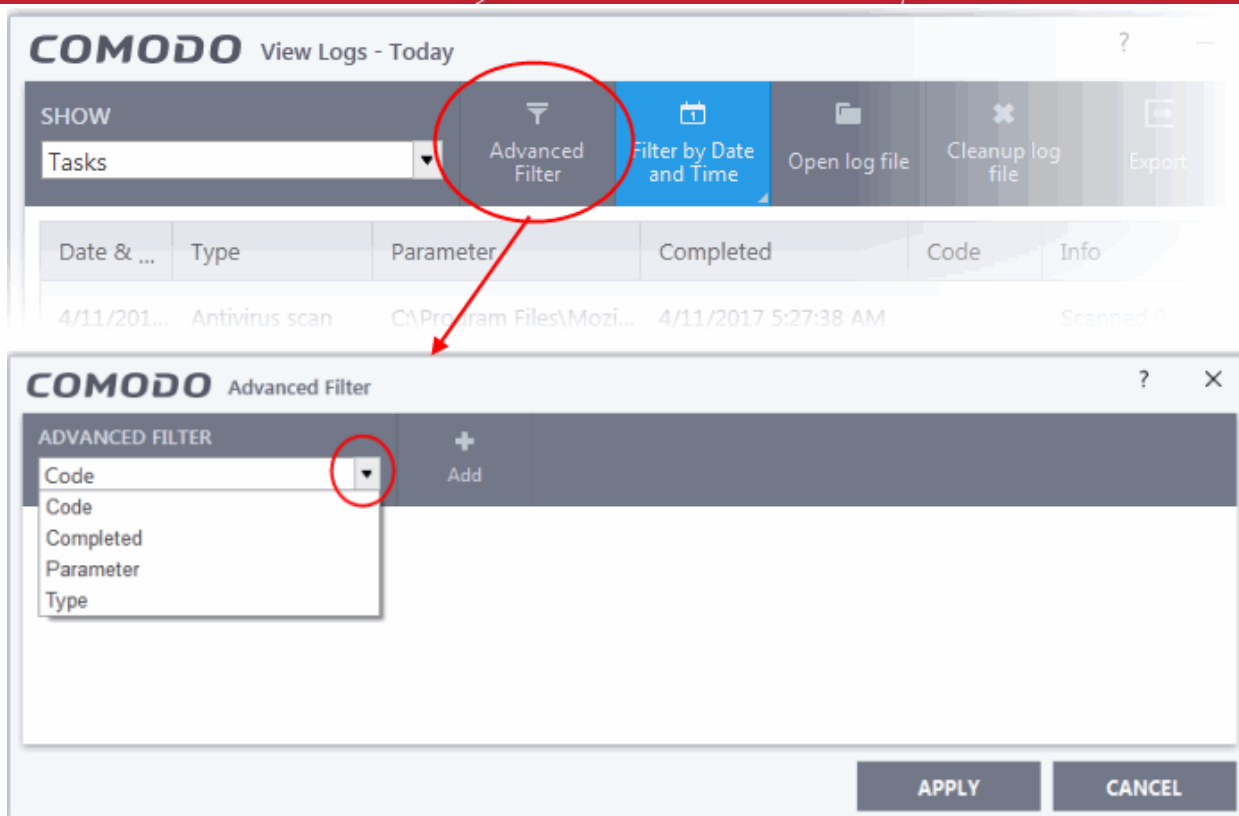 COMODO View Logs - Today ?
SHOW
Tasks
Advanced
Filter
Filter by Date
and Time
Open log file
Cleanup log
file
Export
Date & ... Type Parameter Completed Code Info
4/11/201... Antivirus scan C:\Program Files\Mozi... 4/11/2017 5:27:38 AM Scanned 0
COMODO Advanced Filter ?
ADVANCED FILTER
Code
Add
Code
Completed
Parameter
Type
APPLY CANCEL